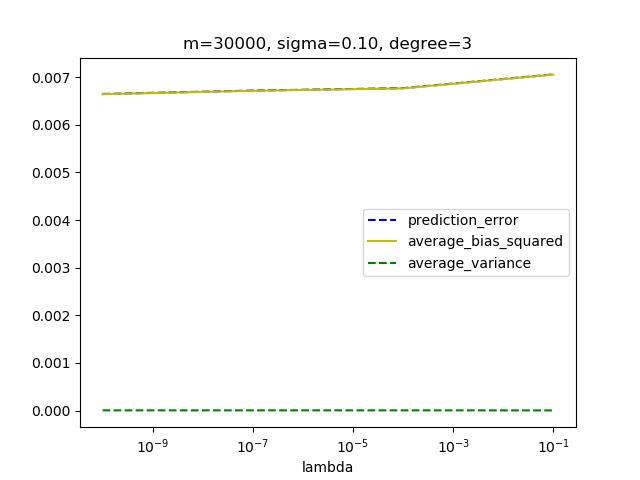 m=30000, sigma=0.10, degree=3
0.007
0.006
0.005
0.004
0.003
0.002
0.001
0.000
prediction_error
average_bias_squared
average_variance
10⁻⁹ 10⁻⁷ 10⁻⁵ 10⁻³ 10⁻¹
lambda